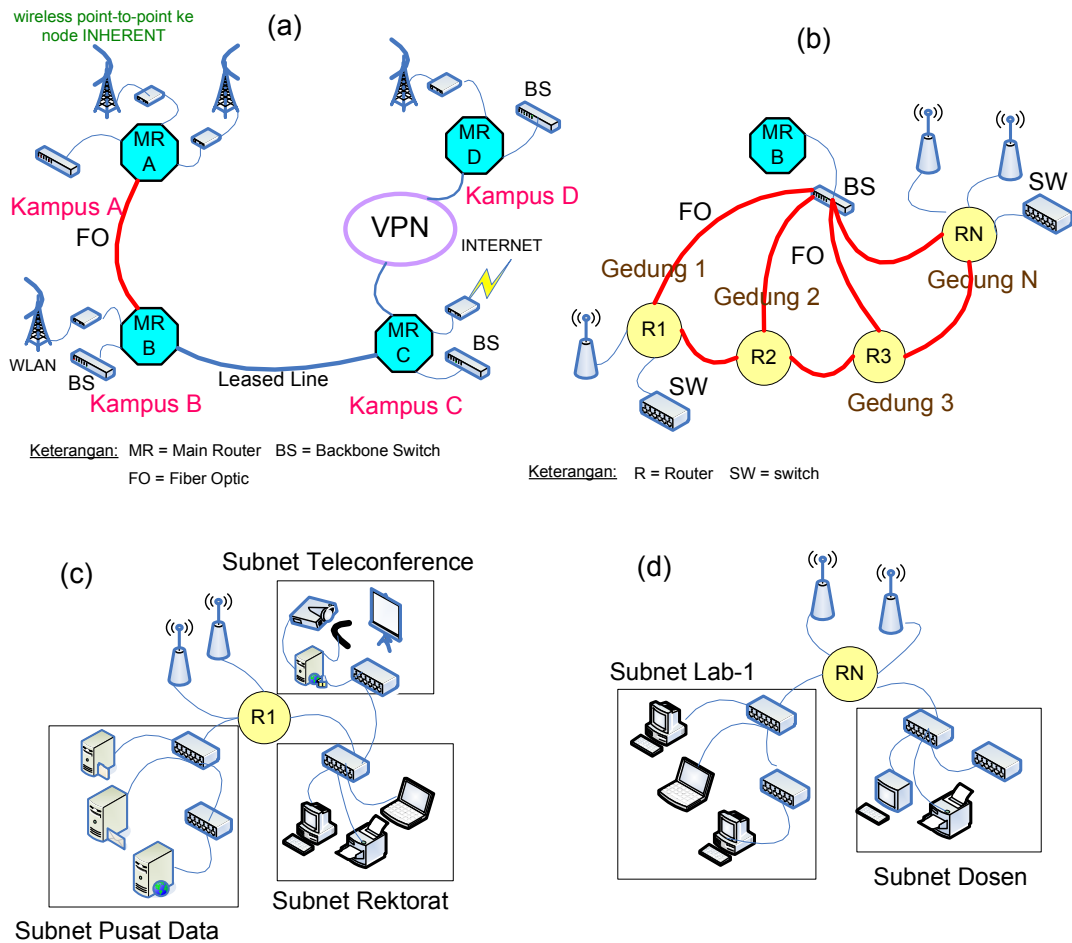 wireless point-to-point ke
node INHERENT
(a)
MR
A
Kampus A
FO
MR
B
WLAN
BS
Kampus B
Leased Line
BS
MR
D
Kampus D
VPN
INTERNET
MR
C
BS
Kampus C
Keterangan: MR = Main Router BS = Backbone Switch
FO = Fiber Optic
(b)
MR
B
BS
FO
FO
SW
RN
Gedung 1
Gedung 2
Gedung N
R1
R2
R3
SW
Gedung 3
Keterangan: R = Router SW = switch
(c)
Subnet Teleconference
R1
Subnet Rektorat
Subnet Pusat Data
(d)
RN
Subnet Lab-1
Subnet Dosen